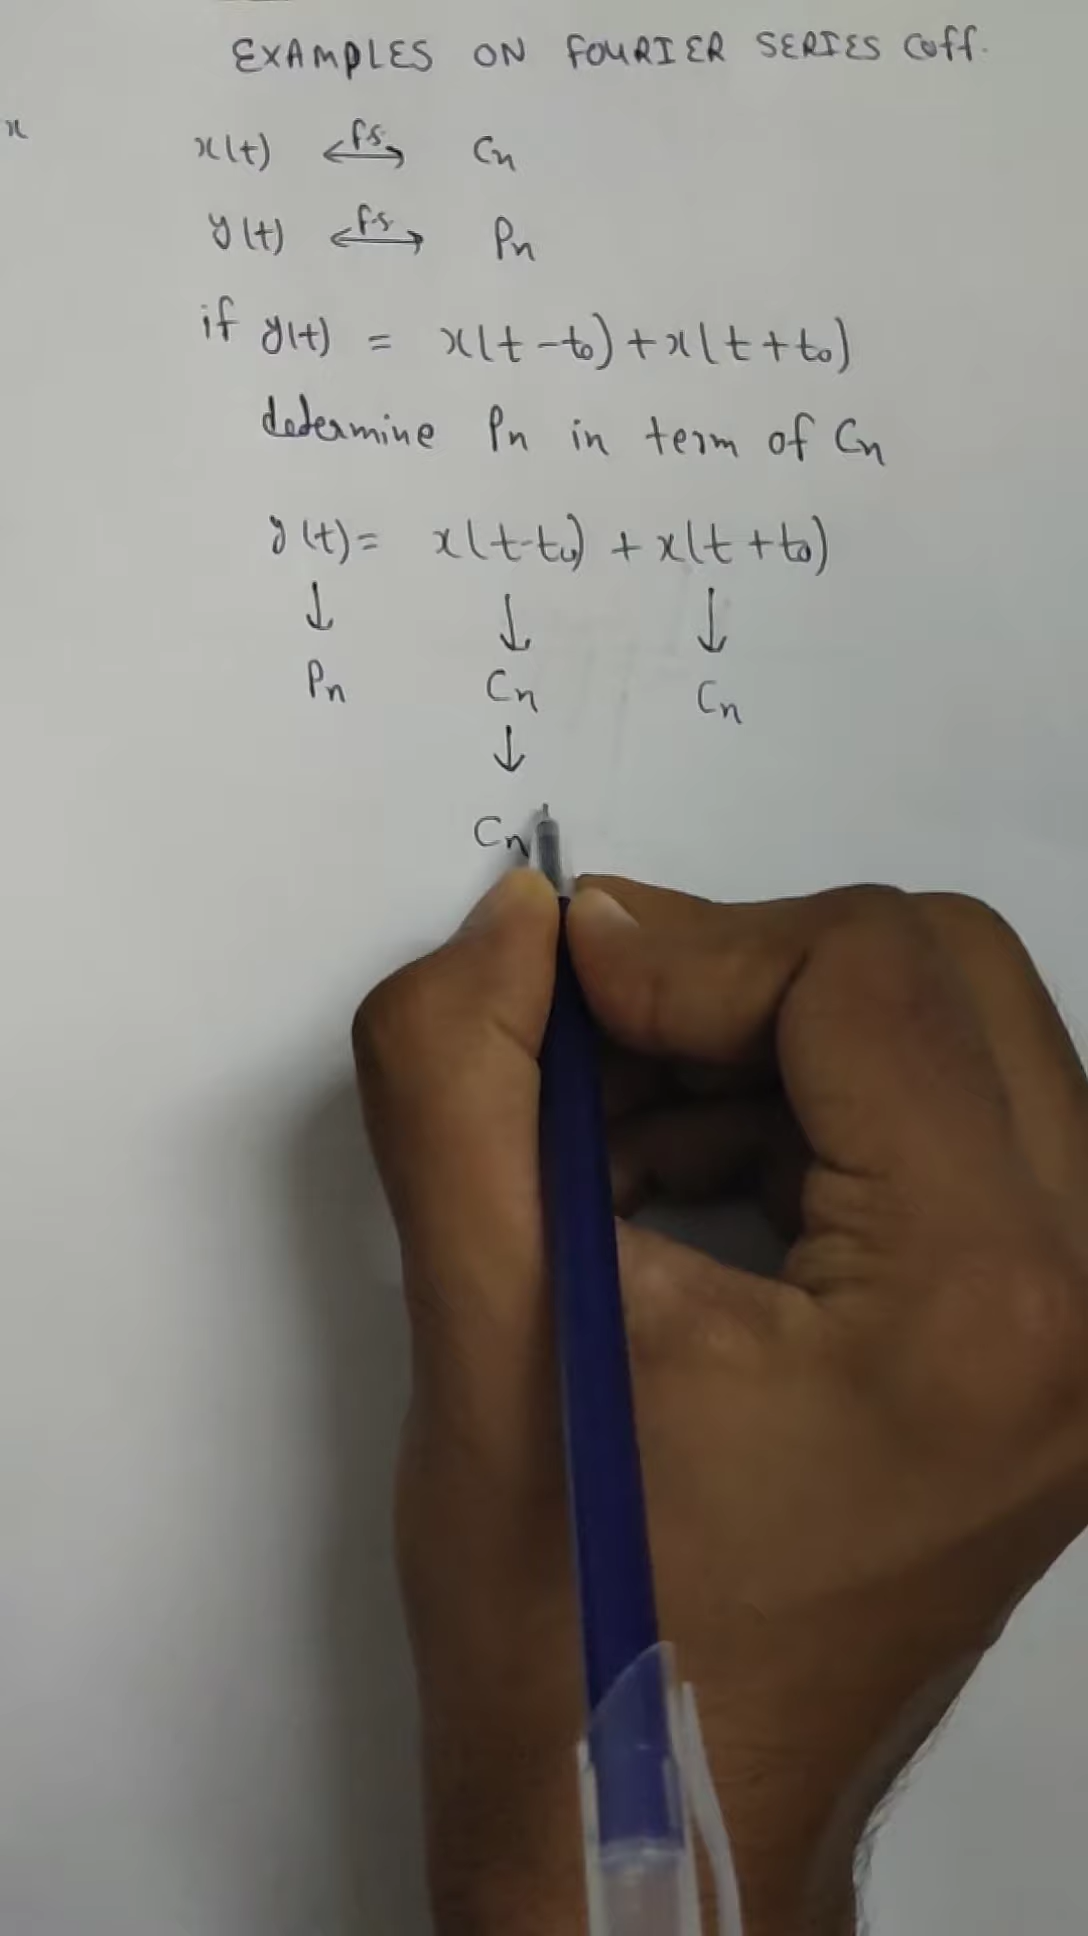 EXAMPLES ON FOURIER SERIES Coff.
x
x(t) <-f.s.-> Cn
y(t) <-f.s.-> Pn
if y(t) = x(t-t0) + x(t+t0)
determine Pn in term of Cn
y(t) = x(t-t0) + x(t+t0)
↓ ↓ ↓
Pn Cn Cn
↓
Cn